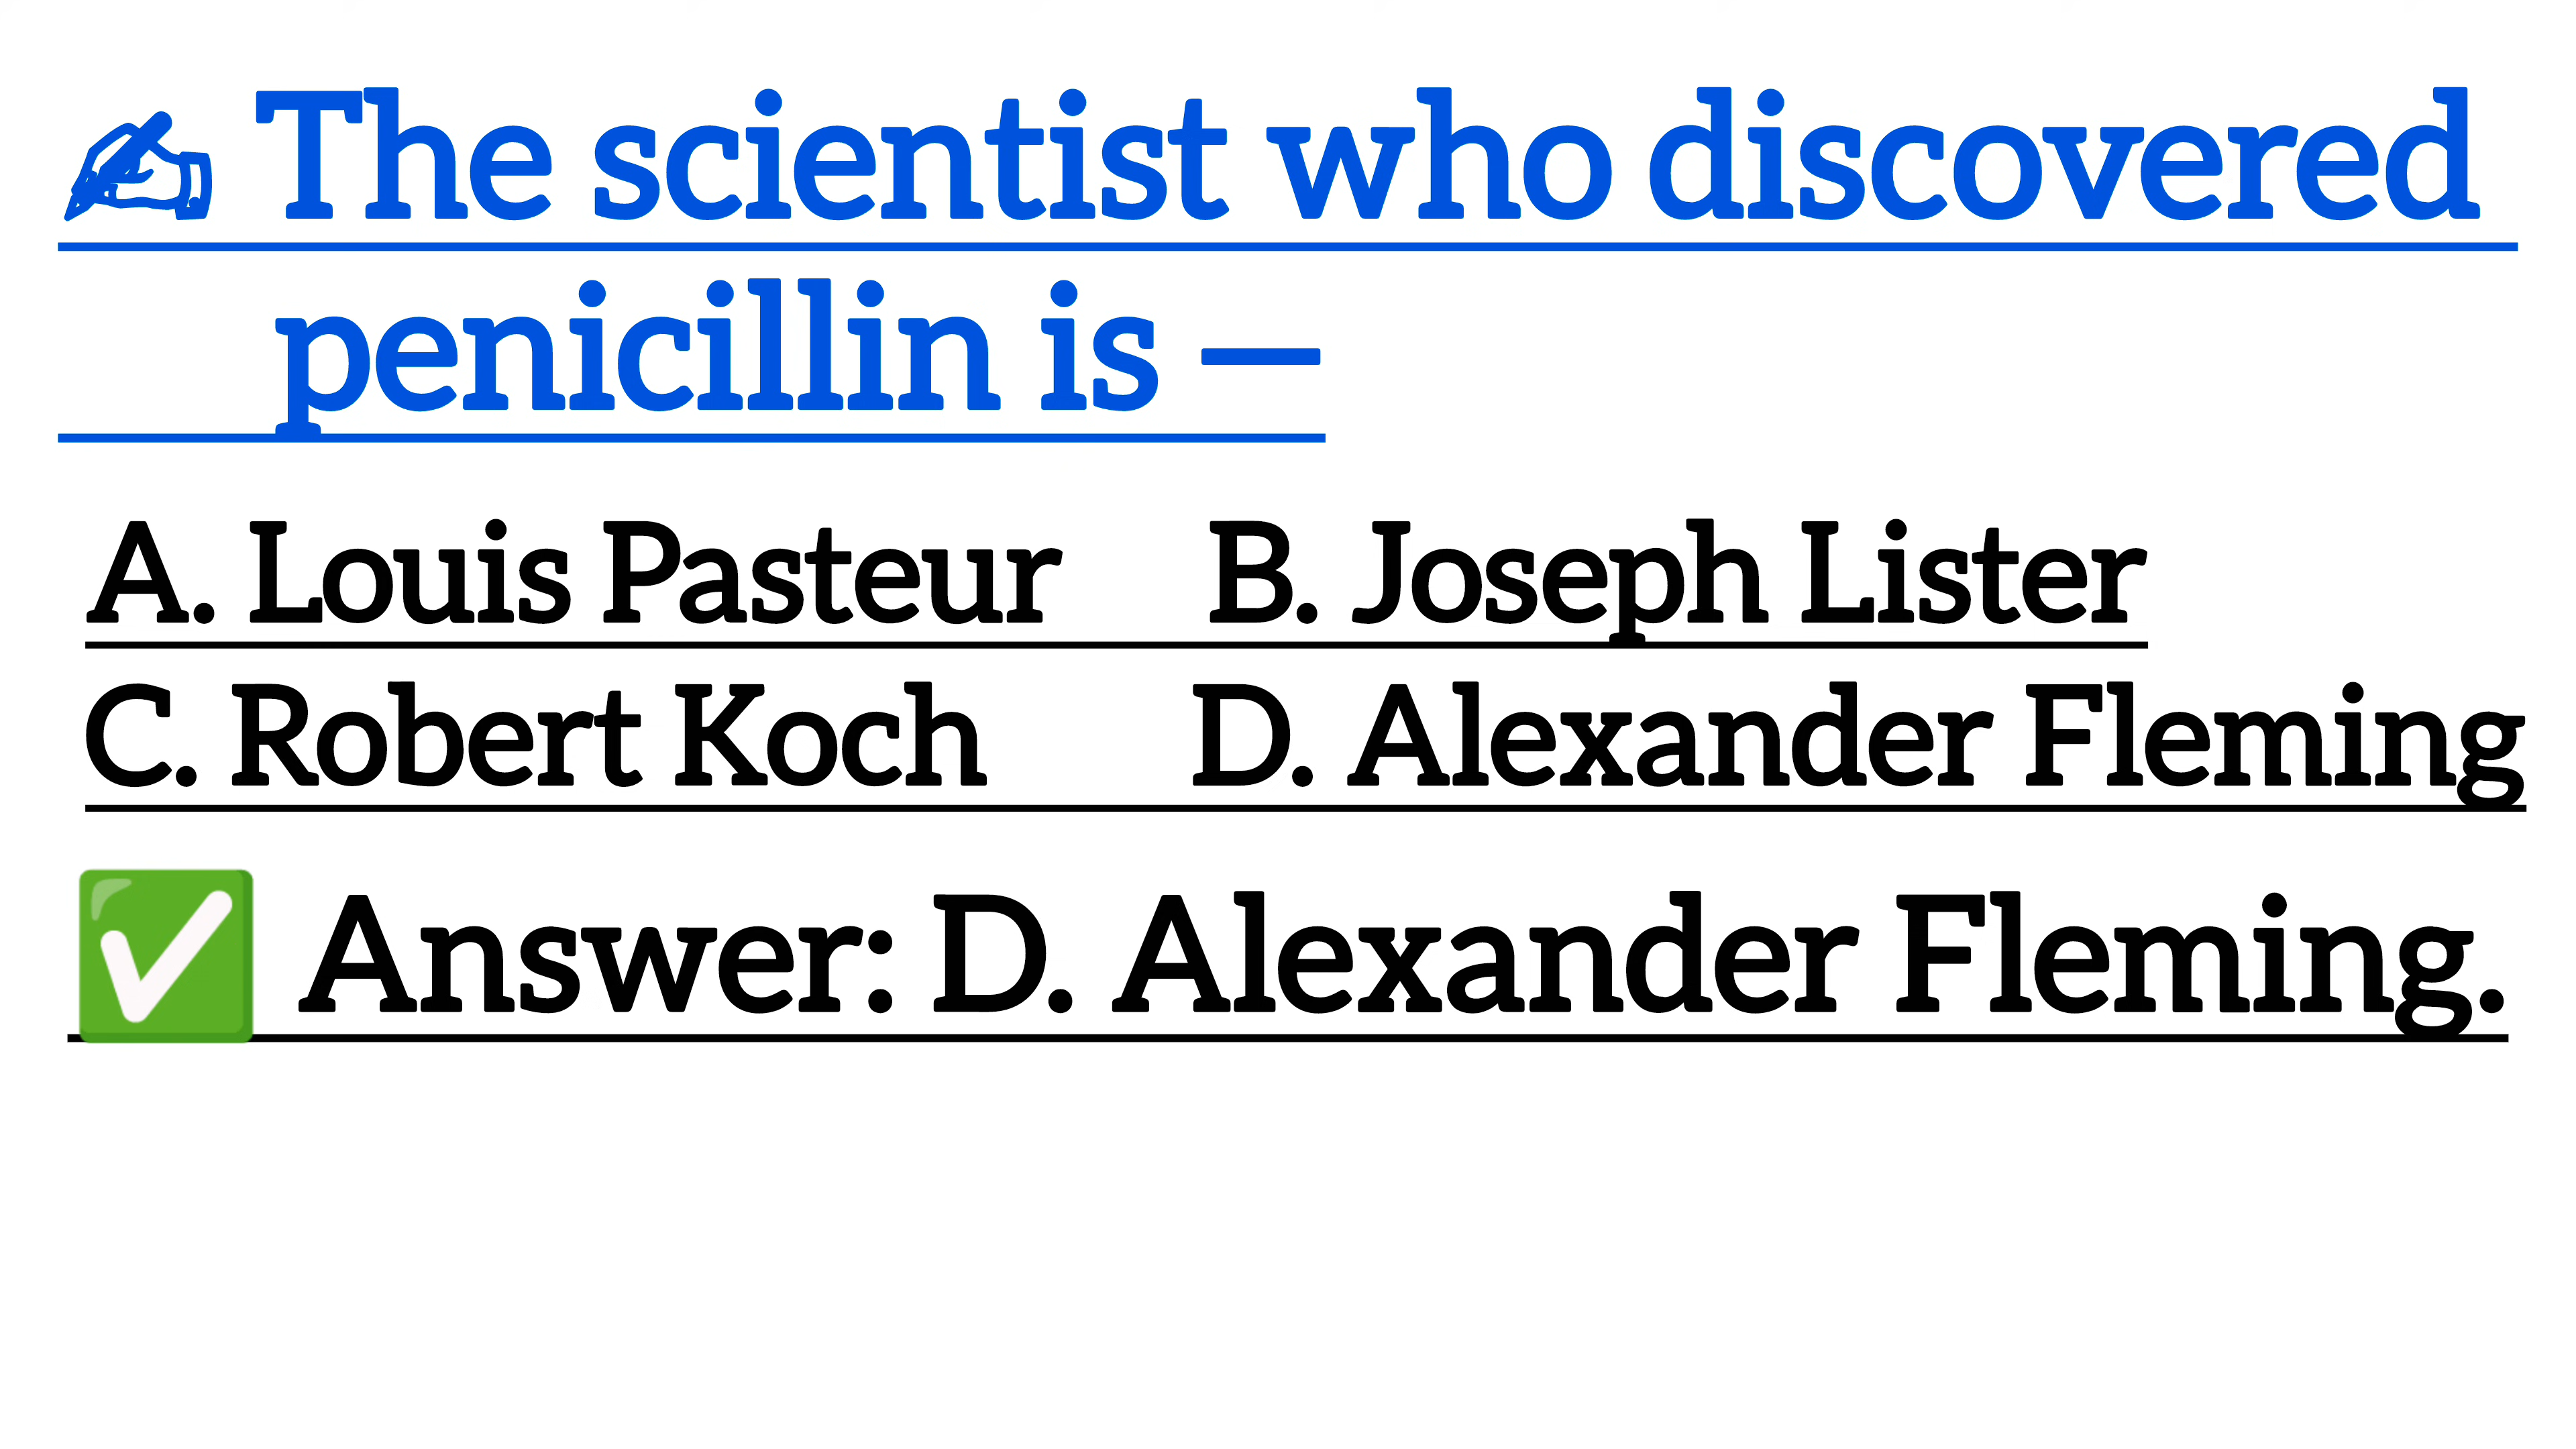 ✍ The scientist who discovered
penicillin is —
A. Louis Pasteur B. Joseph Lister
C. Robert Koch D. Alexander Fleming
✅ Answer: D. Alexander Fleming.